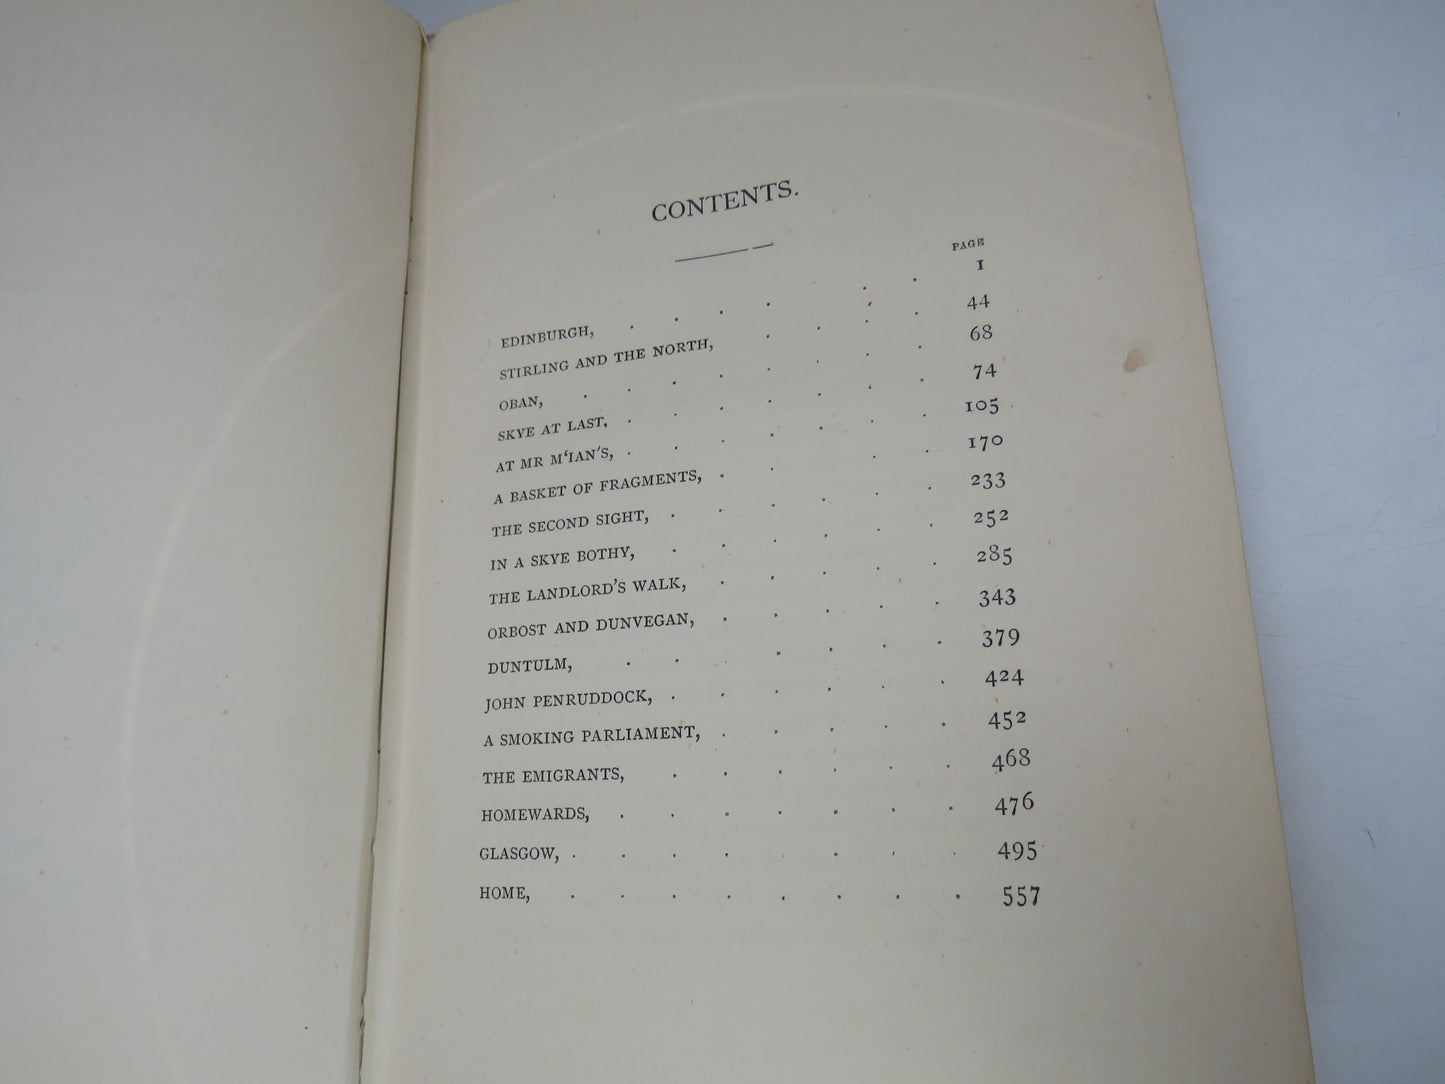 CONTENTS.
PAGE
EDINBURGH, . . . . . . 1
STIRLING AND THE NORTH, . . . . 44
OBAN, . . . . . . . . 68
SKYE AT LAST, . . . . . . . 74
AT MR M‘IAN'S, . . . . . . . 105
A BASKET OF FRAGMENTS, . . . . 170
THE SECOND SIGHT, . . . . . . 233
IN A SKYE BOTHY, . . . . . . 252
THE LANDLORD'S WALK, . . . . . 285
ORBOST AND DUNVEGAN, . . . . . 343
DUNTULM, . . . . . . 379
JOHN PENRUDDOCK, . . . . . . 424
A SMOKING PARLIAMENT, . . . . . 452
THE EMIGRANTS, . . . . . . 468
HOMEWARDS, . . . . . . . 476
GLASGOW, . . . . . . . . 495
HOME, . . . . . . . . 557